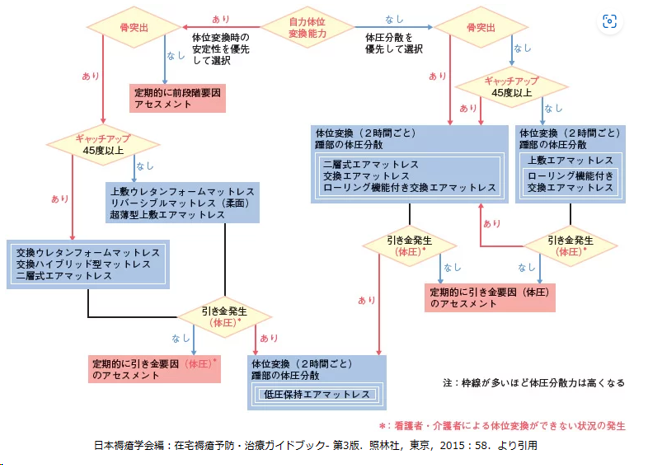 骨突出
あり
体位変換時の
安定性を優先
して選択
自力体位
変換能力
なし
体圧分散を
優先して選択
骨突出
あり
なし
定期的に前段階要因
アセスメント
あり
なし
ギャッチアップ
45度以上
あり
なし
ギャッチアップ
45度以上
あり
なし
体位変換（2時間ごと）
踵部の体圧分散
二層式エアマットレス
交換エアマットレス
ローリング機能付き交換エアマットレス
体位変換（2時間ごと）
踵部の体圧分散
上敷エアマットレス
ローリング機能付き
交換エアマットレス
上敷ウレタンフォームマットレス
リバーシブルマットレス（柔面）
超薄型上敷エアマットレス
交換ウレタンフォームマットレス
交換ハイブリッド型マットレス
二層式エアマットレス
引き金発生
（体圧）*
あり
なし
引き金発生
（体圧）*
あり
なし
定期的に引き金要因（体圧）
のアセスメント
引き金発生
（体圧）*
なし
あり
定期的に引き金要因（体圧）*
のアセスメント
体位変換（2時間ごと）
踵部の体圧分散
低圧保持エアマットレス
注：枠線が多いほど体圧分散力は高くなる
*：看護者・介護者による体位変換ができない状況の発生
日本褥瘡学会編：在宅褥瘡予防・治療ガイドブック- 第3版．照林社，東京，2015：58．より引用